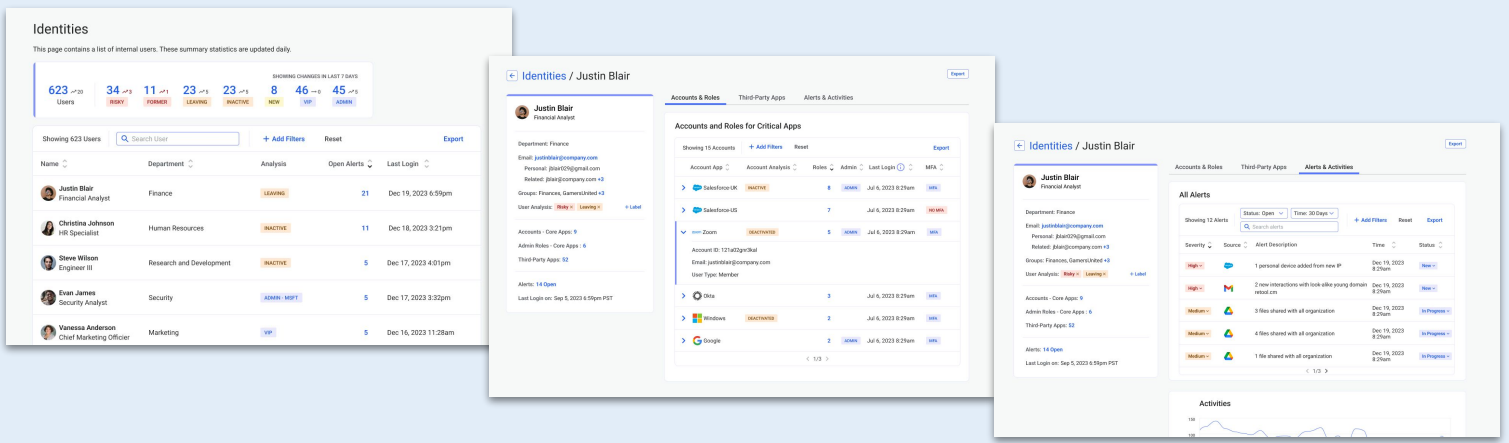 Identities
This page contains a list of internal users. These summary statistics are updated daily.
SHOWING CHANGES IN LAST 7 DAYS
623 20 34 3 11 1 23 5 23 5 8 46 0 45 5
Users RISKY FORMER LEAVING INACTIVE NEW VIP ADMIN
Showing 623 Users Search User + Add Filters Reset Export
Name Department Analysis Open Alerts Last Login
Justin Blair
Financial Analyst
Finance LEAVING 21 Dec 19, 2023 6:59pm
Christina Johnson
HR Specialist
Human Resources INACTIVE 11 Dec 18, 2023 3:21pm
Steve Wilson
Engineer III
Research and Development INACTIVE 5 Dec 17, 2023 4:01pm
Evan James
Security Analyst
Security ADMIN - MSFT 5 Dec 17, 2023 3:32pm
Vanessa Anderson
Chief Marketing Officier
Marketing VIP 5 Dec 16, 2023 11:28am
Identities / Justin Blair
Export
Justin Blair
Financial Analyst
Department: Finance
Email: justinblair@company.com
Personal: jblair029@gmail.com
Related: jblair@company.com +3
Groups: Finances, GamersUnited +3
User Analysis: Risky × Leaving × + Label
Accounts - Core Apps: 9
Admin Roles - Core Apps : 6
Third-Party Apps: 52
Alerts: 14 Open
Last Login on: Sep 5, 2023 6:59pm PST
Accounts & Roles Third-Party Apps Alerts & Activities
Accounts and Roles for Critical Apps
Showing 15 Accounts + Add Filters Reset Export
Account App Account Analysis Roles Admin Last Login MFA
Salesforce-UK INACTIVE 8 ADMIN Jul 6, 2023 8:29am MFA
Salesforce-US 7 Jul 6, 2023 8:29am NO MFA
Zoom DEACTIVATED 5 ADMIN Jul 6, 2023 8:29am MFA
Account ID: 121a02gnr3kal
Email: justinblair@company.com
User Type: Member
Okta 3 Jul 6, 2023 8:29am MFA
Windows DEACTIVATED 2 Jul 6, 2023 8:29am MFA
Google 2 ADMIN Jul 6, 2023 8:29am MFA
< 1/3 >
Identities / Justin Blair
Export
Justin Blair
Financial Analyst
Department: Finance
Email: justinblair@company.com
Personal: jblair029@gmail.com
Related: jblair@company.com +3
Groups: Finances, GamersUnited +3
User Analysis: Risky × Leaving × + Label
Accounts - Core Apps: 9
Admin Roles - Core Apps : 6
Third-Party Apps: 52
Alerts: 14 Open
Last Login on: Sep 5, 2023 6:59pm PST
Accounts & Roles Third-Party Apps Alerts & Activities
All Alerts
Showing 12 Alerts Status: Open Time: 30 Days + Add Filters Reset Export
Search alerts
Severity Source Alert Description Time Status
High 1 personal device added from new IP Dec 19, 2023 8:29am New
High 2 new interactions with look-alike young domain retool.cm Dec 19, 2023 8:29am New
Medium 3 files shared with all organization Dec 19, 2023 8:29am In Progress
Medium 4 files shared with all organization Dec 19, 2023 8:29am In Progress
Medium 1 file shared with all organization Dec 19, 2023 8:29am In Progress
< 1/3 >
Activities
150
100